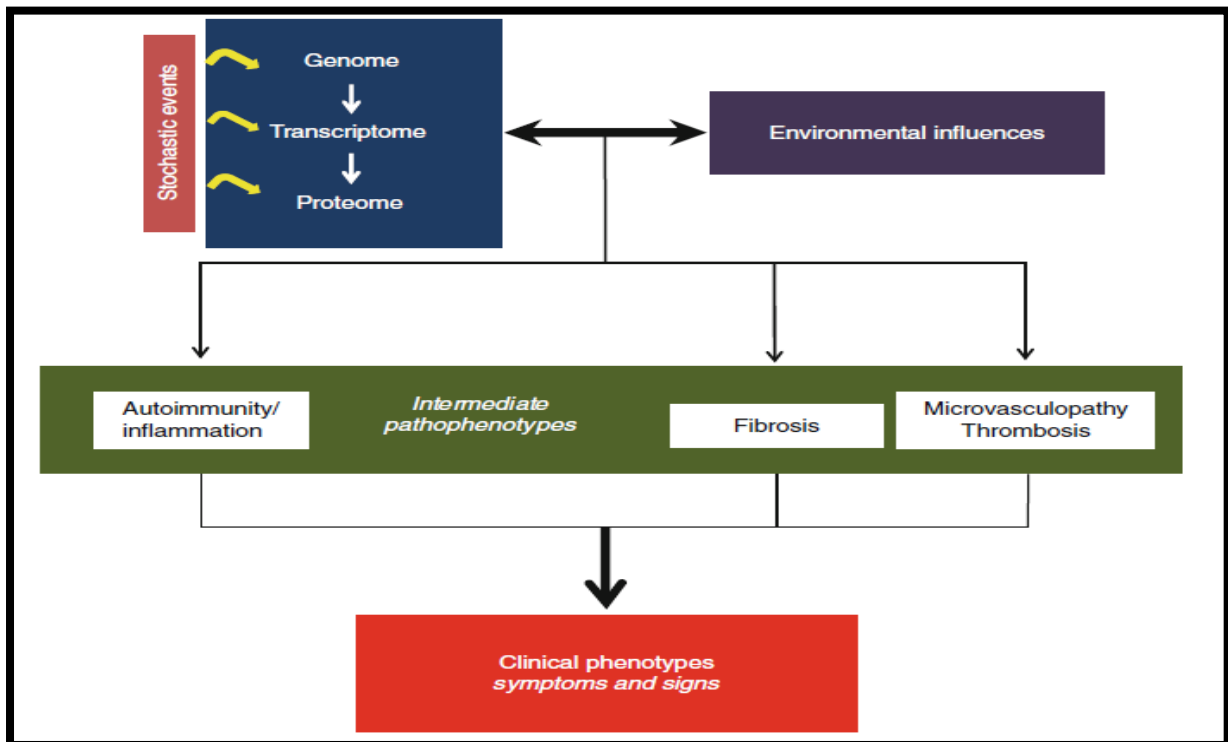 Stochastic events
Genome
Transcriptome
Proteome
Environmental influences
Autoimmunity/
inflammation
Intermediate
pathophenotypes
Fibrosis
Microvasculopathy
Thrombosis
Clinical phenotypes
symptoms and signs